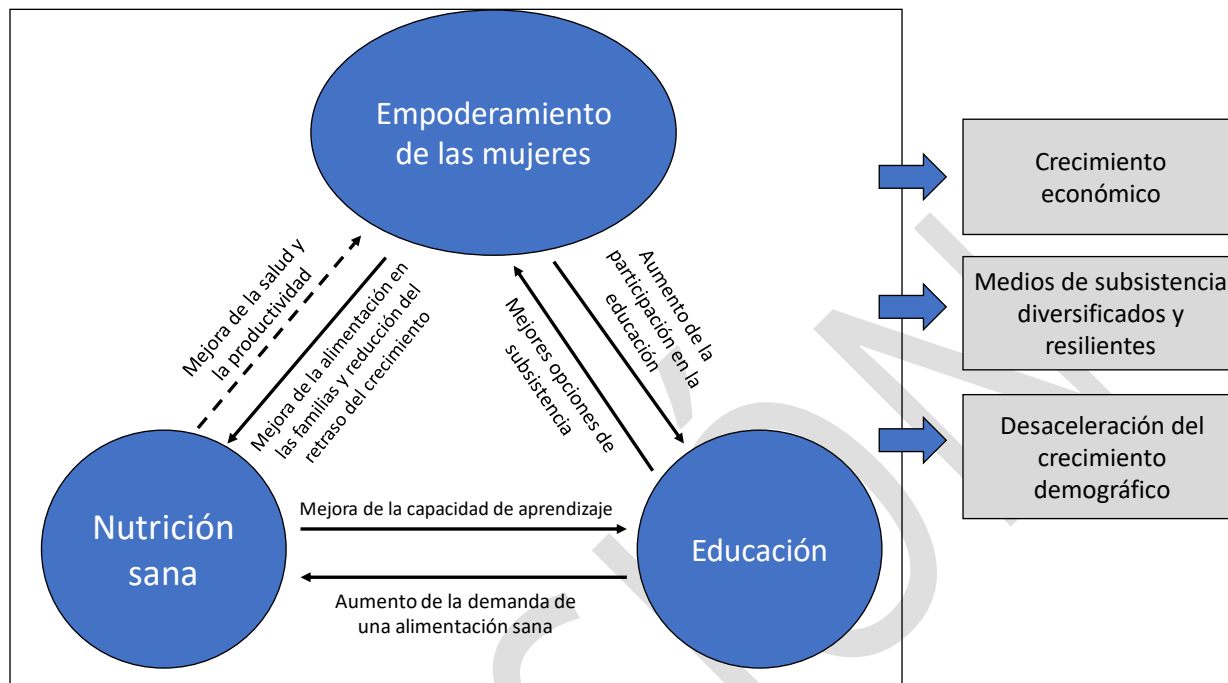 Empoderamiento
de las mujeres
Mejora de la salud y
la productividad
Mejora de la alimentación en
las familias y reducción del
retraso del crecimiento
Mejores opciones de
subsistencia
Aumento de la
participación en la
educación
Nutrición
sana
Mejora de la capacidad de aprendizaje
Aumento de la demanda de
una alimentación sana
Educación
Crecimiento
económico
Medios de subsistencia
diversificados y
resilientes
Desaceleración del
crecimiento
demográfico